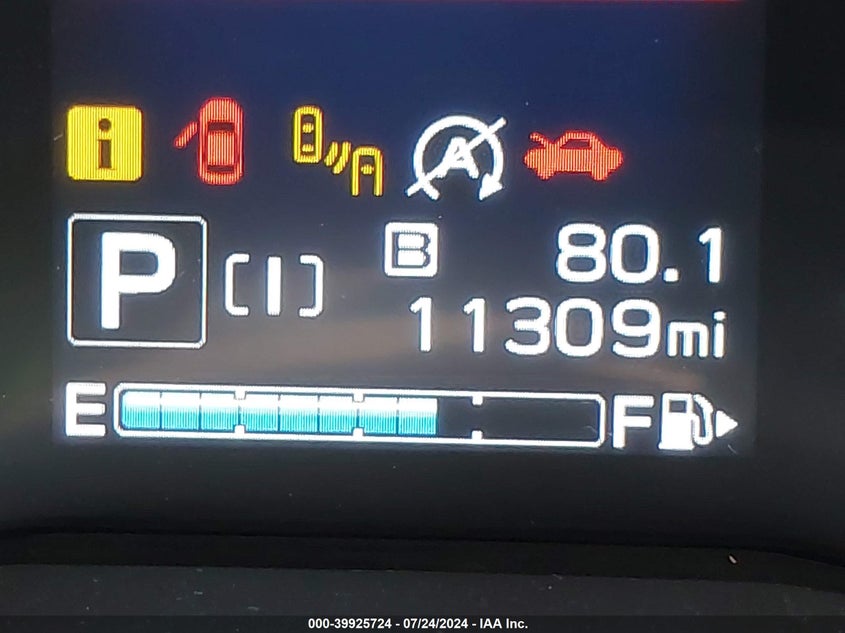 i
A
P [I] B 80.1
11309mi
E F
000-39925724 - 07/24/2024 - IAA Inc.